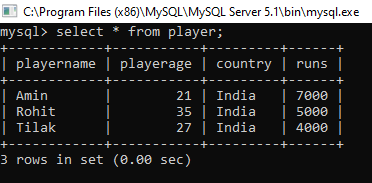 C:\Program Files (x86)\MySQL\MySQL Server 5.1\bin\mysql.exe
mysql> select * from player;
+------------+-----------+---------+------+
| playername | playerage | country | runs |
+------------+-----------+---------+------+
| Amin       |        21 | India   | 7000 |
| Rohit      |        35 | India   | 5000 |
| Tilak      |        27 | India   | 4000 |
+------------+-----------+---------+------+
3 rows in set (0.00 sec)